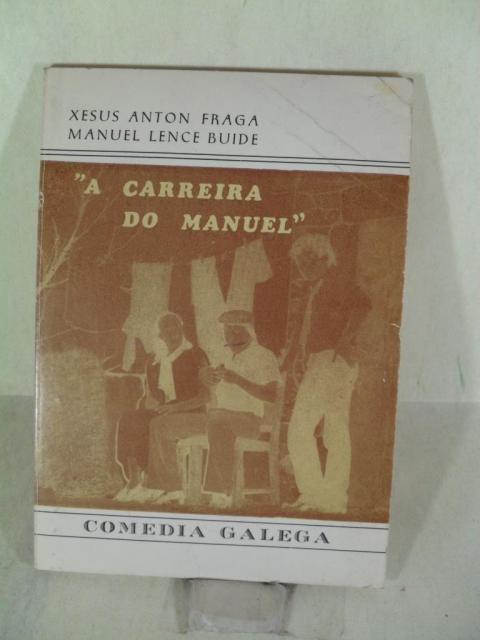 XESUS ANTON FRAGA
MANUEL LENCE BUIDE
"A CARREIRA
DO MANUEL"
COMEDIA GALEGA